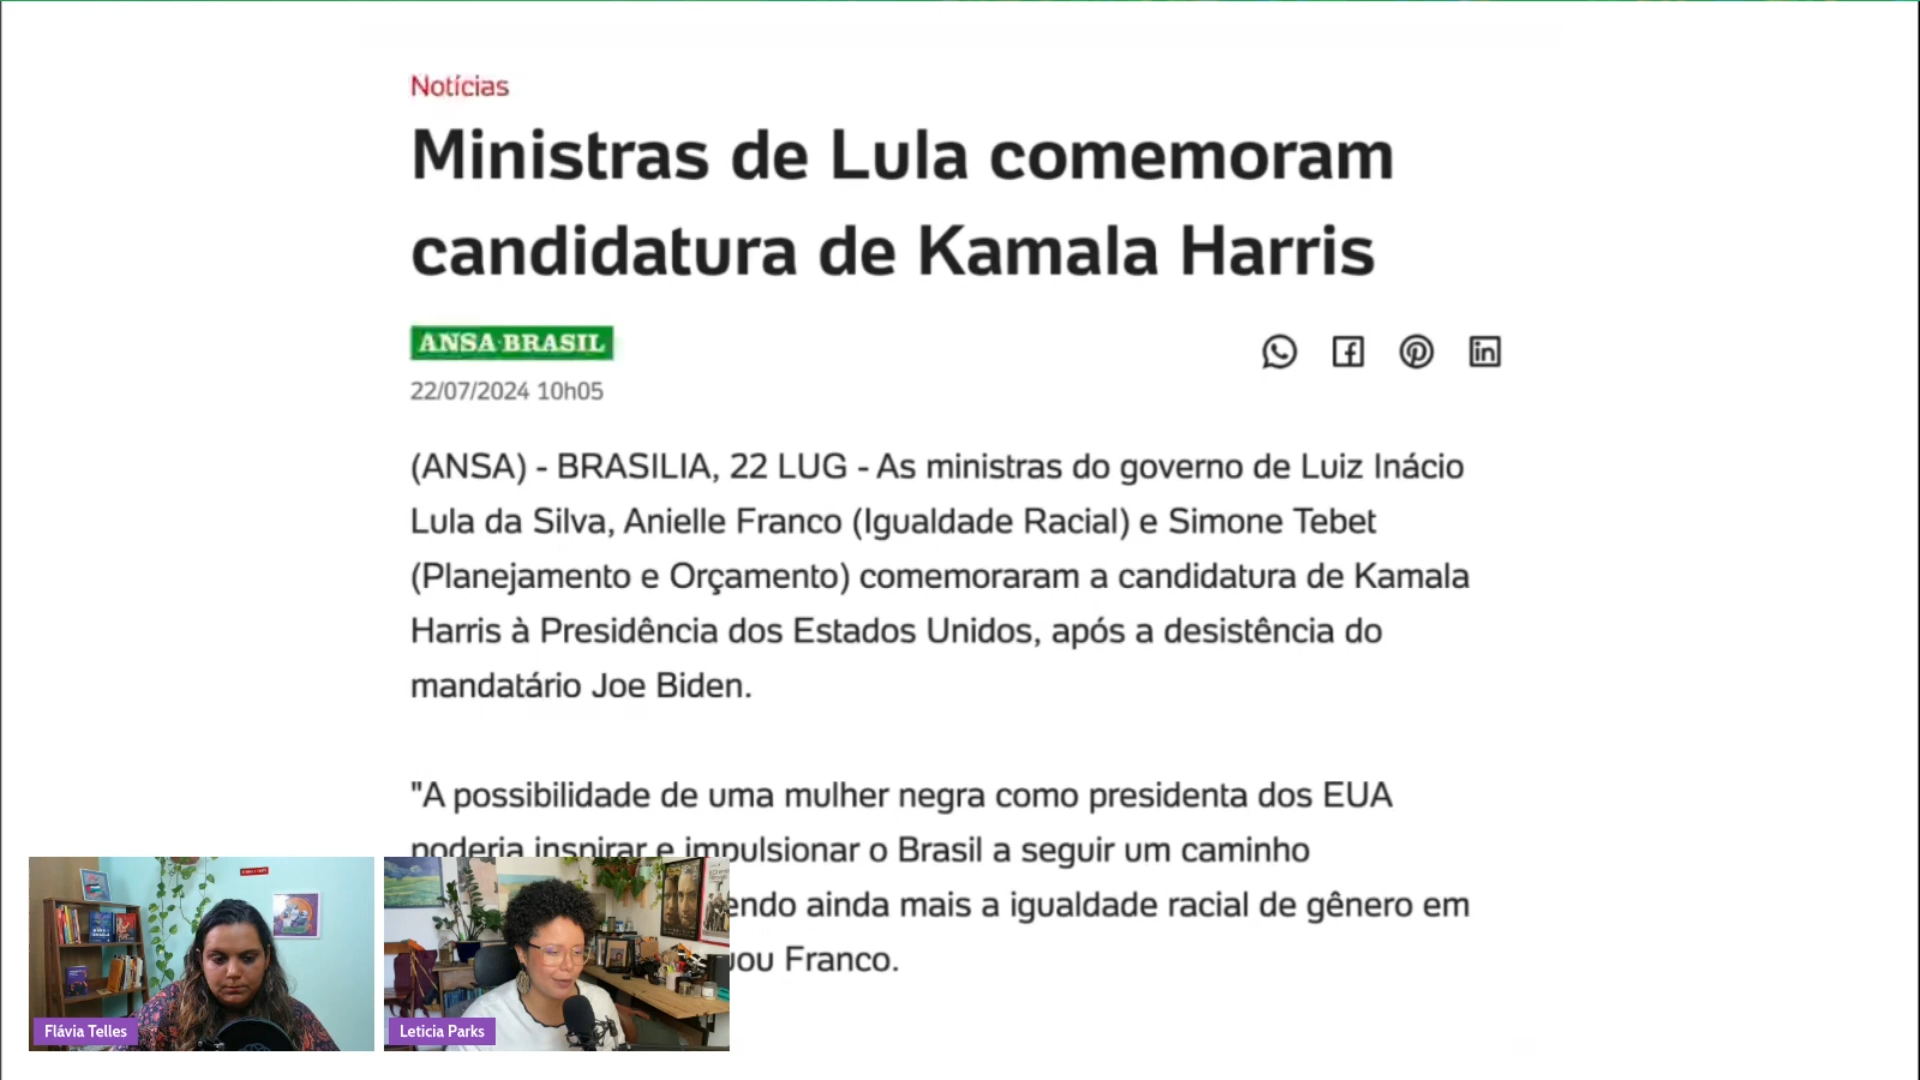 Notícias
Ministras de Lula comemoram
candidatura de Kamala Harris
ANSA BRASIL
22/07/2024 10h05
(ANSA) - BRASILIA, 22 LUG - As ministras do governo de Luiz Inácio
Lula da Silva, Anielle Franco (Igualdade Racial) e Simone Tebet
(Planejamento e Orçamento) comemoraram a candidatura de Kamala
Harris à Presidência dos Estados Unidos, após a desistência do
mandatário Joe Biden.
"A possibilidade de uma mulher negra como presidenta dos EUA
poderia inspirar e impulsionar o Brasil a seguir um caminho
ainda mais a igualdade racial de gênero em
Franco.
Flávia Telles
Leticia Parks